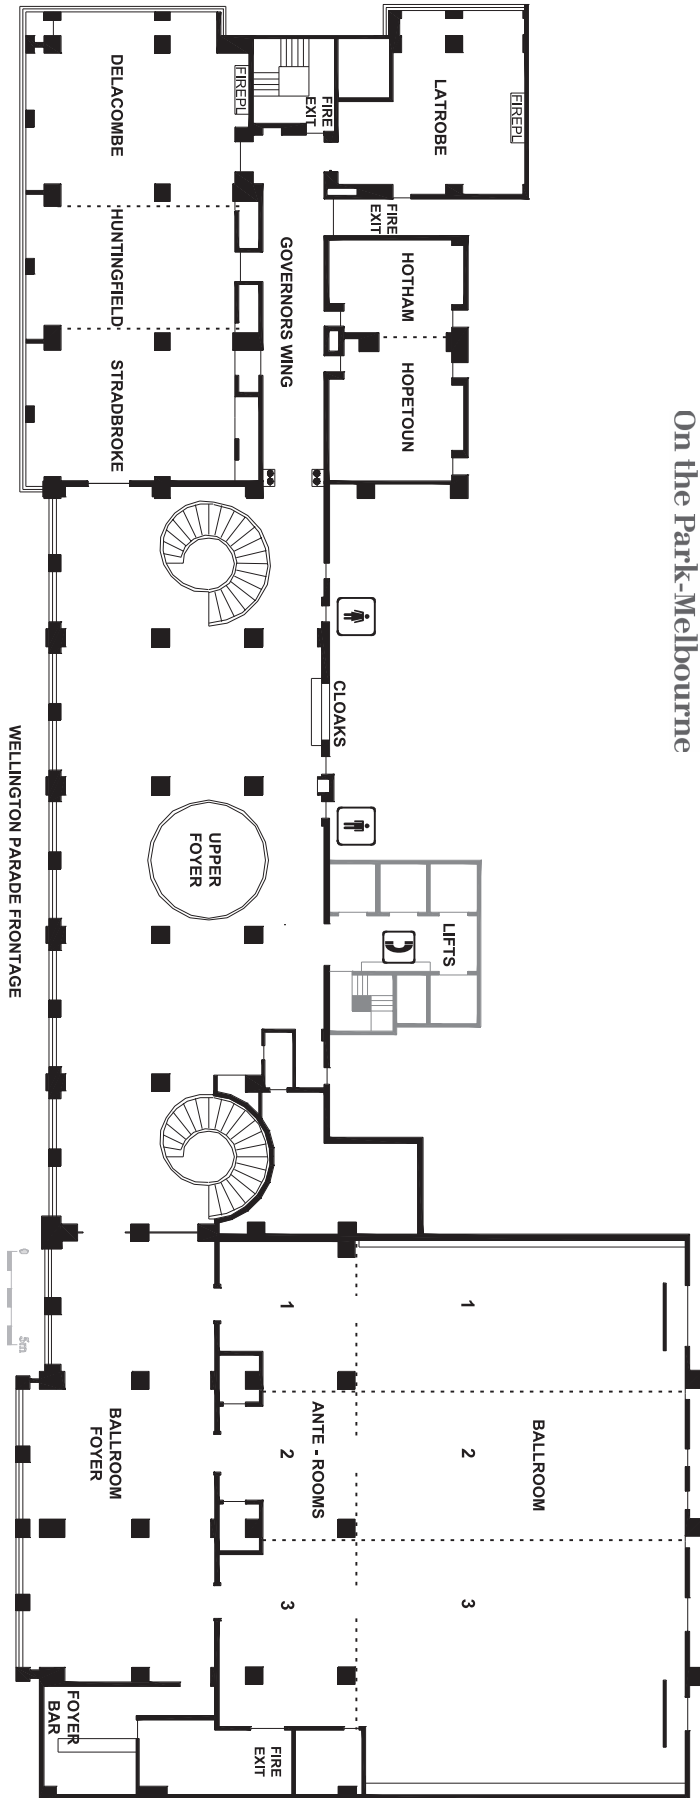 On the Park-Melbourne
LATROBE
FIREPL
FIRE
EXIT
FIREPL
DELACOMBE
FIRE
EXIT
HOTHAM
HOPETOUN
GOVERNORS WING
HUNTINGFIELD
STRADBROKE
CLOAKS
UPPER
FOYER
LIFTS
WELLINGTON PARADE FRONTAGE
0
5m
1
1
BALLROOM
2
ANTE - ROOMS
2
3
3
BALLROOM
FOYER
FOYER
BAR
FIRE
EXIT